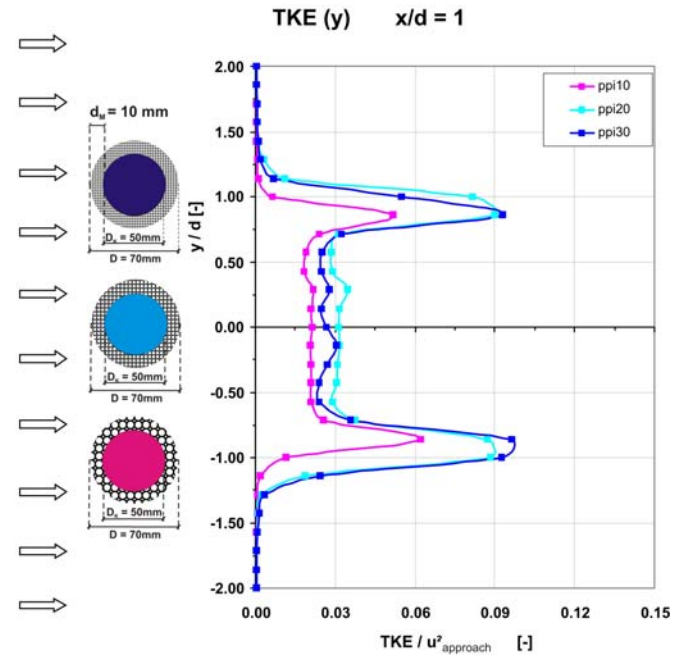 TKE (y) x/d = 1
d_M = 10 mm
D_K = 50mm
D = 70mm
D_K = 50mm
D = 70mm
D_K = 50mm
D = 70mm
y / d [-]
2.00
1.50
1.00
0.50
0.00
-0.50
-1.00
-1.50
-2.00
ppi10
ppi20
ppi30
0.00 0.03 0.06 0.09 0.12 0.15
TKE / u²approach [-]